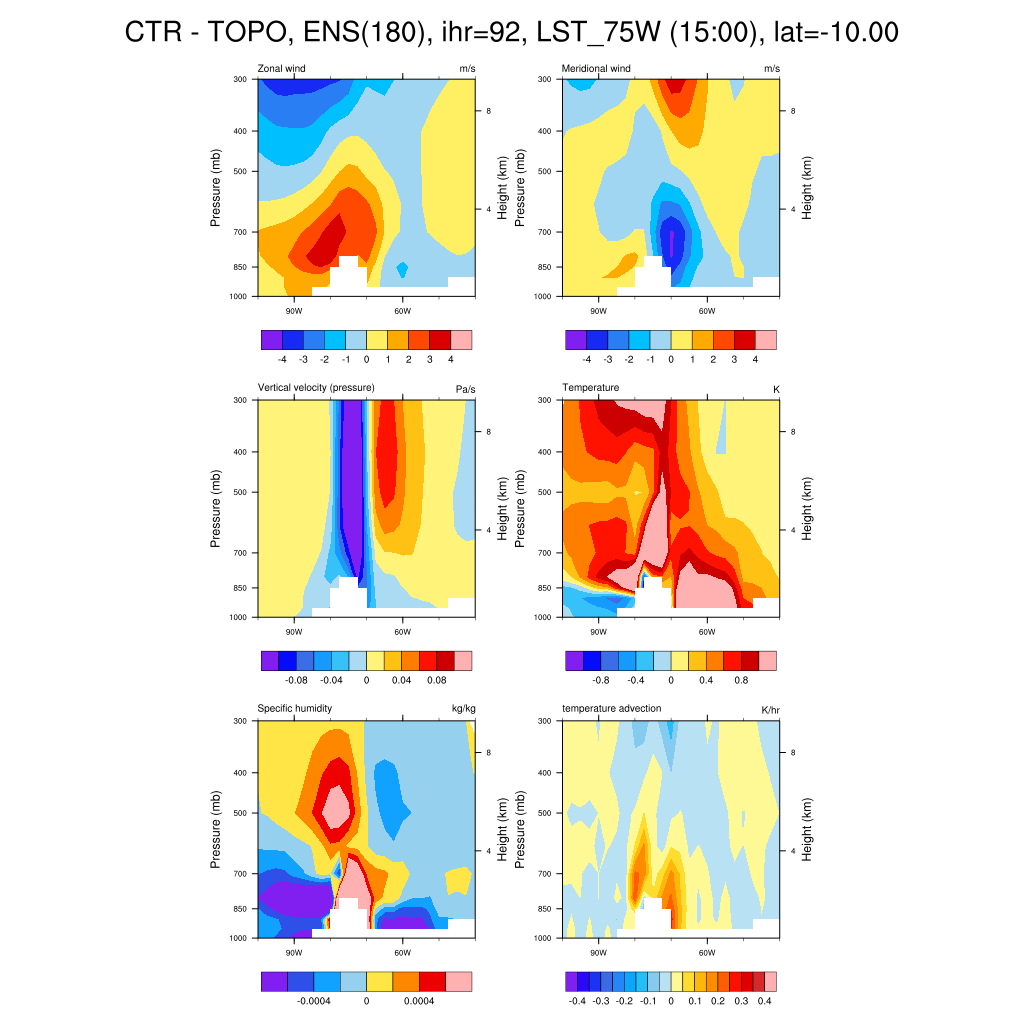 CTR - TOPO, ENS(180), ihr=92, LST_75W (15:00), lat=-10.00
Zonal wind m/s
Pressure (mb)
300
400
500
700
850
1000
90W 60W
8
4
Height (km)
-4 -3 -2 -1 0 1 2 3 4
Meridional wind m/s
Pressure (mb)
300
400
500
700
850
1000
90W 60W
8
4
Height (km)
-4 -3 -2 -1 0 1 2 3 4
Vertical velocity (pressure) Pa/s
Pressure (mb)
300
400
500
700
850
1000
90W 60W
8
4
Height (km)
-0.08 -0.04 0 0.04 0.08
Temperature K
Pressure (mb)
300
400
500
700
850
1000
90W 60W
8
4
Height (km)
-0.8 -0.4 0 0.4 0.8
Specific humidity kg/kg
Pressure (mb)
300
400
500
700
850
1000
90W 60W
8
4
Height (km)
-0.0004 0 0.0004
temperature advection K/hr
Pressure (mb)
300
400
500
700
850
1000
90W 60W
8
4
Height (km)
-0.4 -0.3 -0.2 -0.1 0 0.1 0.2 0.3 0.4